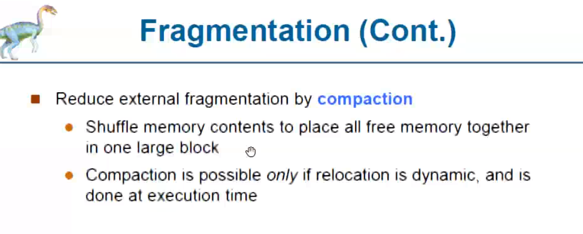 Fragmentation (Cont.)
Reduce external fragmentation by compaction
Shuffle memory contents to place all free memory together
in one large block
Compaction is possible only if relocation is dynamic, and is
done at execution time